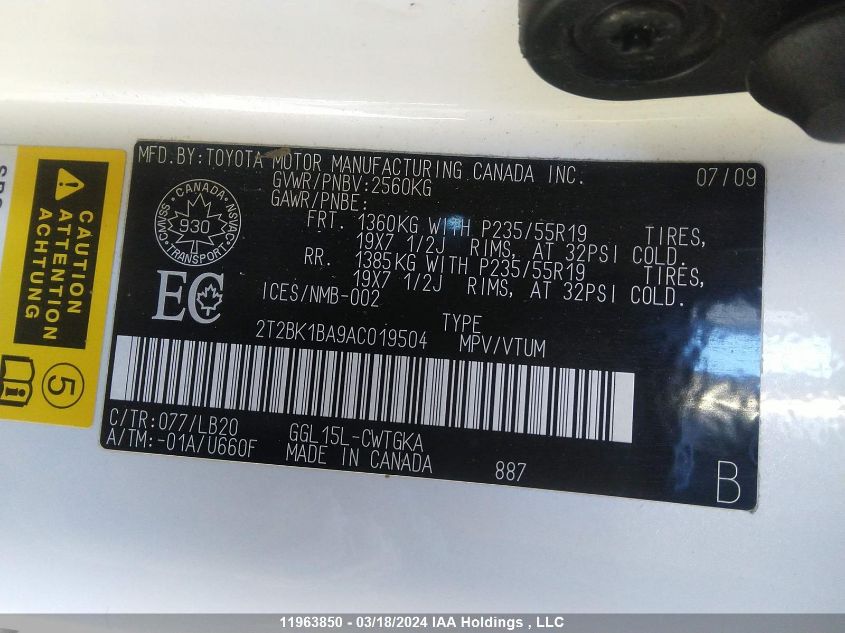 MFD.BY:TOYOTA MOTOR MANUFACTURING CANADA INC. 07/09
GVWR/PNBV:2560KG
GAWR/PNBE:
FRT. 1360KG WITH P235/55R19 TIRES,
19X7 1/2J RIMS, AT 32PSI COLD.
RR. 1385KG WITH P235/55R19 TIRES,
19X7 1/2J RIMS, AT 32PSI COLD.
ICES/NMB-002
CANADA
CMVSS 930 NSVAC
TRANSPORT
EC
2T2BK1BA9AC019504 TYPE
MPV/VTUM
C/TR:077/LB20 GGL15L-CWTGKA
A/TM:-01A/U660F MADE IN CANADA 887 B
CAUTION
ATTENTION
ACHTUNG
5
11963850 - 03/18/2024 IAA Holdings , LLC